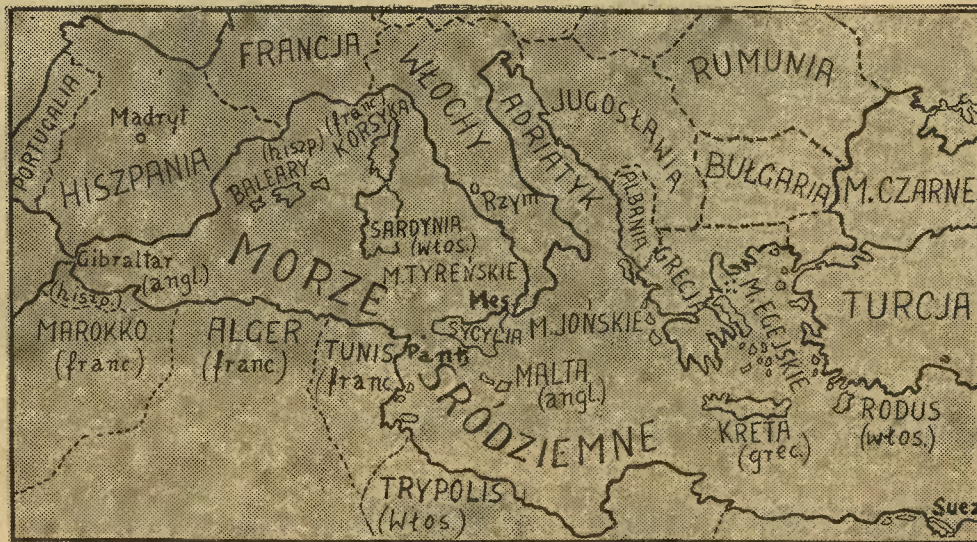 FRANCJA
WŁOCHY
RUMUNIA
PORTUGALIA
Madryt
HISZPANIA
(hiszp)
BALEARY
(franc)
KORSYKA
ADRIATYK
JUGOSŁAWIA
BUŁGARIA
M. CZARNE
Rzym
ALBANIA
SARDYNIA
(włos.)
GRECJA
Gibraltar
(angl.)
(hiszp.)
MORZE
M. TYREŃSKIE
Mes.
M. EGEJSKIE
TURCJA
MAROKKO
(franc)
ALGER
(franc)
TUNIS
(franc
Pant
SYCYLIA
M. JOŃSKIE
ŚRÓDZIEMNE
MALTA
(angl.)
KRETA
(grec.)
RODUS
(włos.)
TRYPOLIS
(Włos.)
Suez